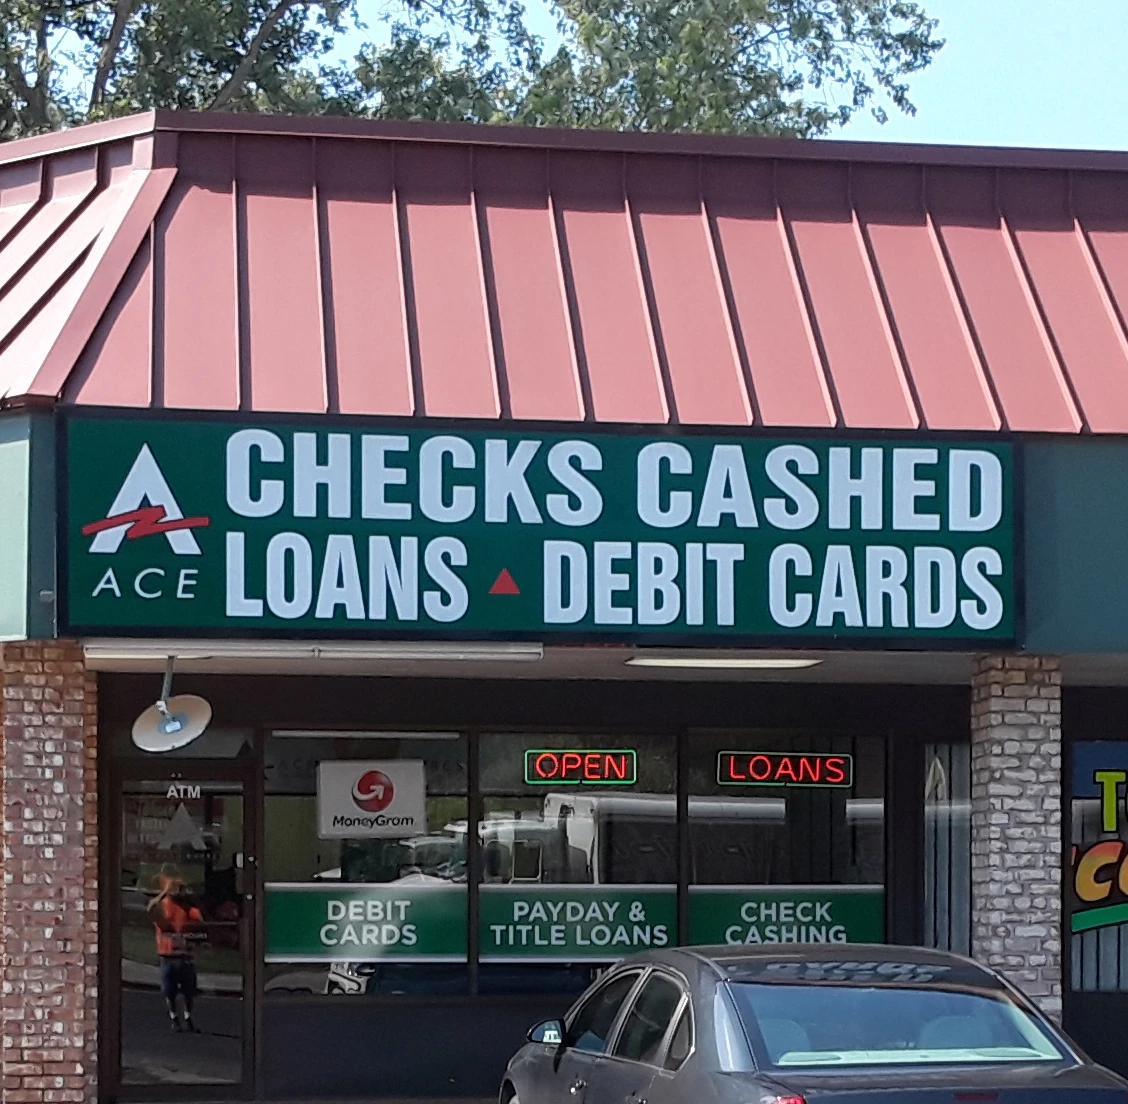 CHECKS CASHED
ACE
LOANS DEBIT CARDS
OPEN
LOANS
ATM
MoneyGram
DEBIT
CARDS
PAYDAY &
TITLE LOANS
CHECK
CASHING